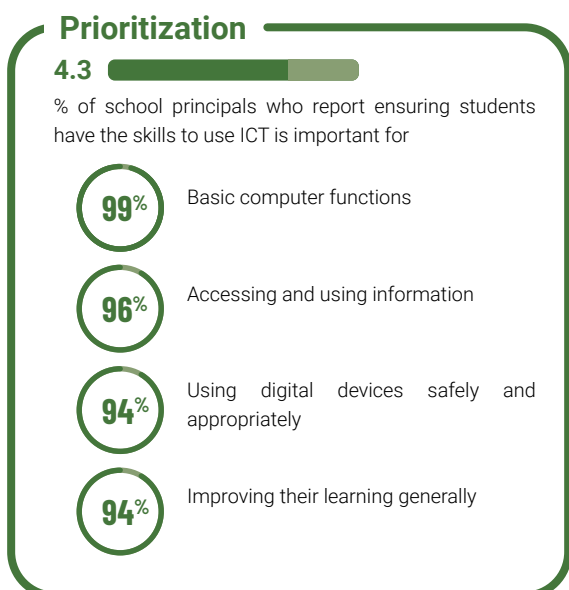 Prioritization
4.3
% of school principals who report ensuring students
have the skills to use ICT is important for
99%
Basic computer functions
96%
Accessing and using information
94%
Using digital devices safely and
appropriately
94%
Improving their learning generally